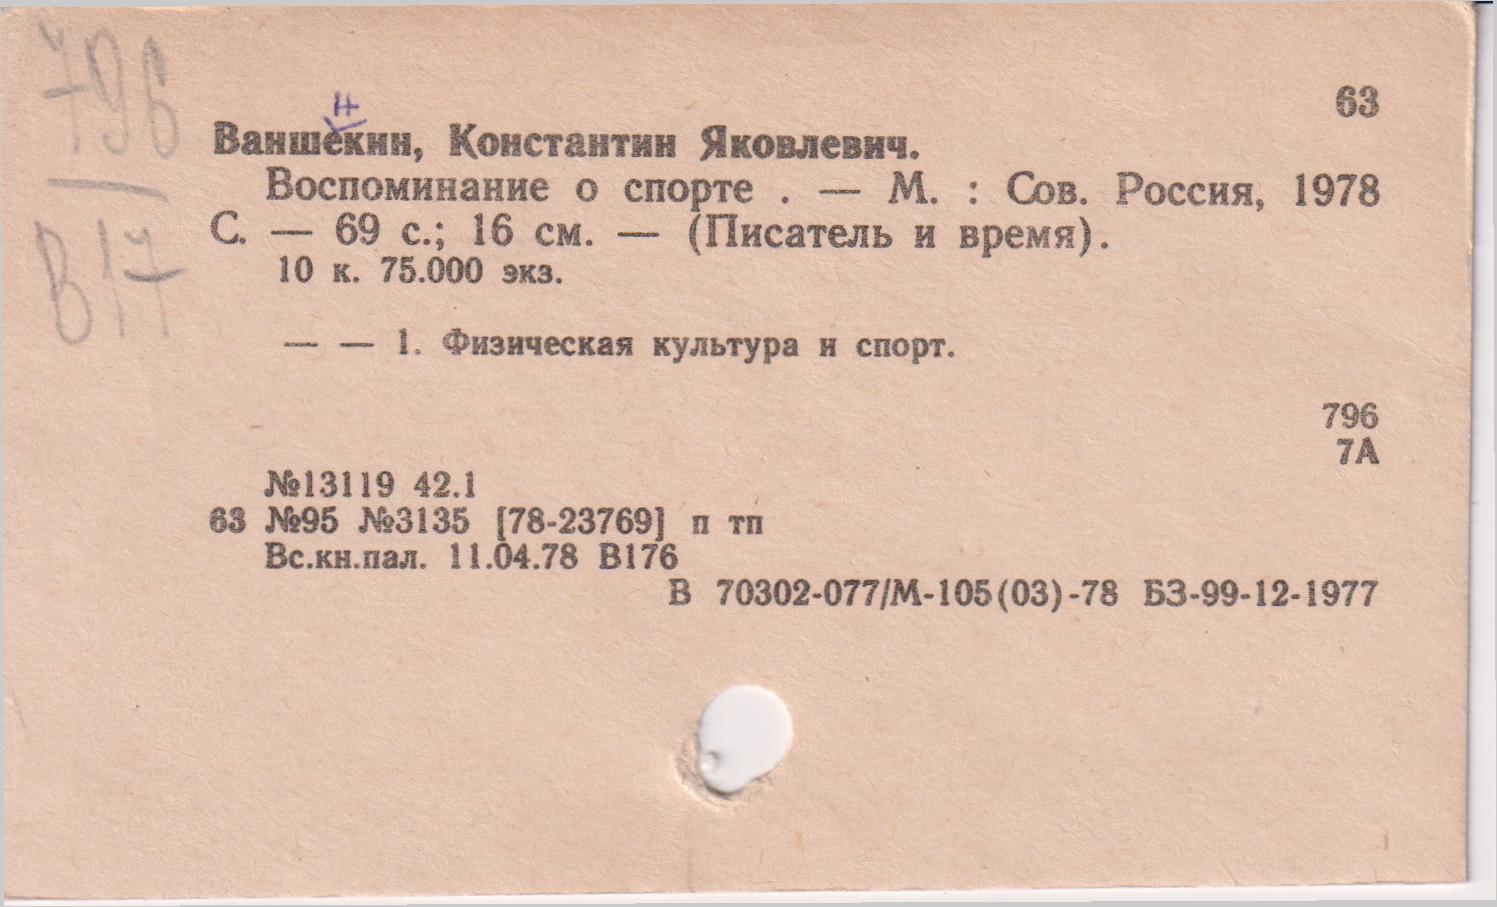 796
В17
63
н
Ваншекин, Константин Яковлевич.
Воспоминание о спорте . — М. : Сов. Россия, 1978
С. — 69 с.; 16 см. — (Писатель и время).
10 к. 75.000 экз.
— — 1. Физическая культура и спорт.
796
7А
№13119 42.1
63 №95 №3135 [78-23769] п тп
Вс.кн.пал. 11.04.78 В176
В 70302-077/М-105(03)-78 БЗ-99-12-1977